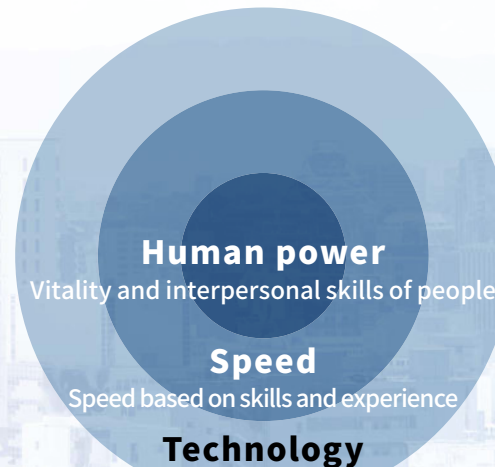 Human power
Vitality and interpersonal skills of people
Speed
Speed based on skills and experience
Technology